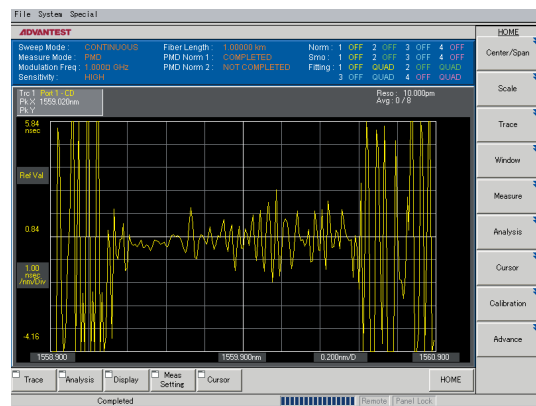 File System Special
ADVANTEST
HOME
Sweep Mode : CONTINUOUS Fiber Length : 1.00000 km Norm : 1 OFF 2 OFF 3 OFF 4 OFF
Measure Mode : PMD PMD Norm 1 : COMPLETED Smo : 1 OFF 2 OFF 3 OFF 4 OFF
Modulation Freq : 1.000G GHz PMD Norm 2 : NOT COMPLETED Fitting : 1 OFF QUAD 2 OFF QUAD
Sensitivity : HIGH 3 OFF QUAD 4 OFF QUAD
Center/Span
Trc 1 Port 1 - CD Reso : 10.000pm
Pk X 1559.020nm Avg : 0 / 8
Pk Y
Scale
Trace
Window
Measure
Analysis
Cursor
Calibration
Advance
5.84
nsec
Ref Val
0.84
1.00
nsec
/nm/Div
-4.16
1558.900 1559.900nm 0.200nm/D 1560.900
Trace Analysis Display Meas Setting Cursor HOME
Completed Remote Panel Lock